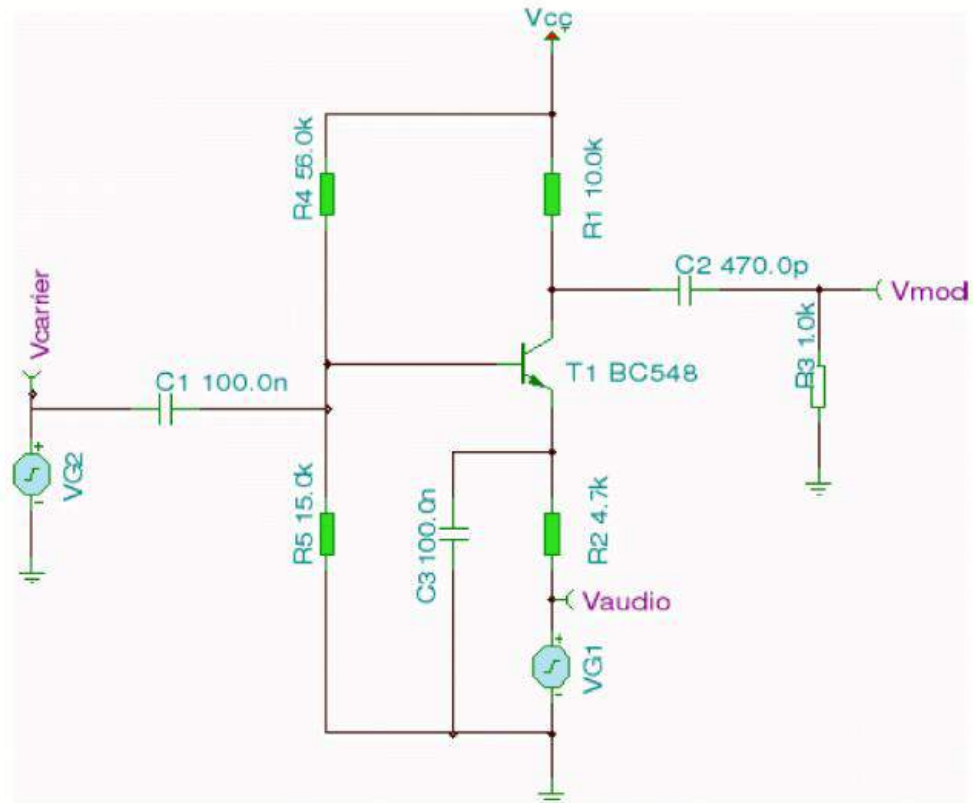 Vcc
+
R4 56.0k
R1 10.0k
C2 470.0p
Vmod
Vcarrier
C1 100.0n
T1 BC548
R3 1.0k
+
VG2
-
R5 15.0k
C3 100.0n
R2 4.7k
Vaudio
+
VG1
-